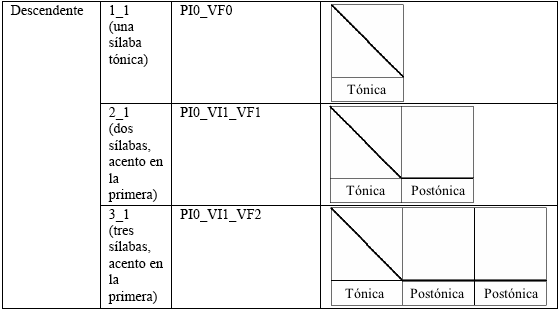 Descendente
1_1
(una
sílaba
tónica)
PI0_VF0
Tónica
2_1
(dos
sílabas,
acento en
la
primera)
PI0_VI1_VF1
Tónica
Postónica
3_1
(tres
sílabas,
acento en
la
primera)
PI0_VI1_VF2
Tónica
Postónica
Postónica